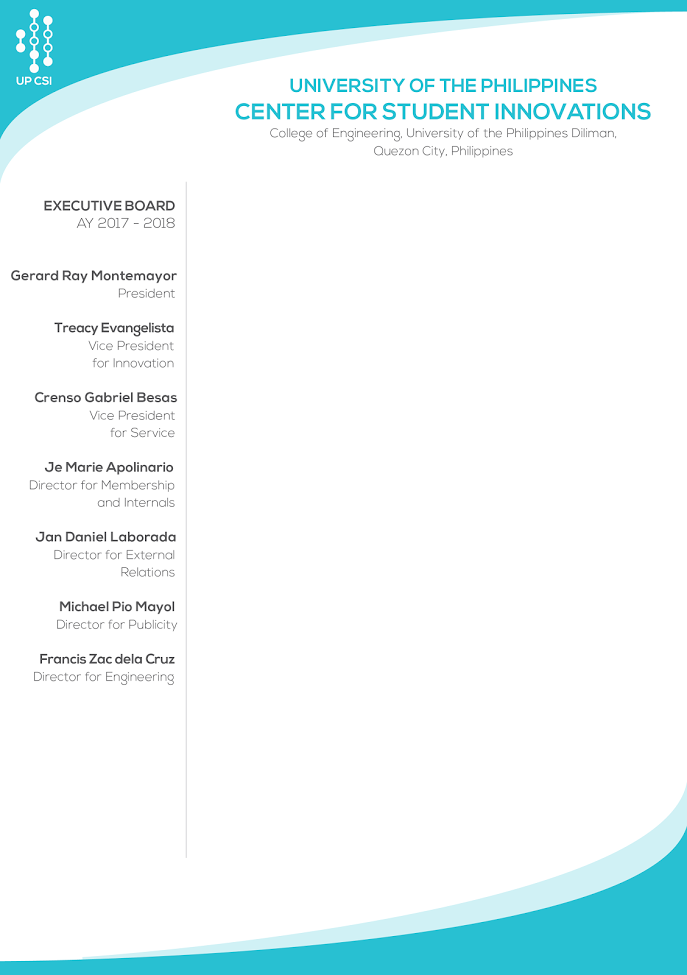 UP CSI
UNIVERSITY OF THE PHILIPPINES
CENTER FOR STUDENT INNOVATIONS
College of Engineering, University of the Philippines Diliman,
Quezon City, Philippines
EXECUTIVE BOARD
AY 2017 - 2018
Gerard Ray Montemayor
President
Treacy Evangelista
Vice President
for Innovation
Crenso Gabriel Besas
Vice President
for Service
Je Marie Apolinario
Director for Membership
and Internals
Jan Daniel Laborada
Director for External
Relations
Michael Pio Mayol
Director for Publicity
Francis Zac dela Cruz
Director for Engineering